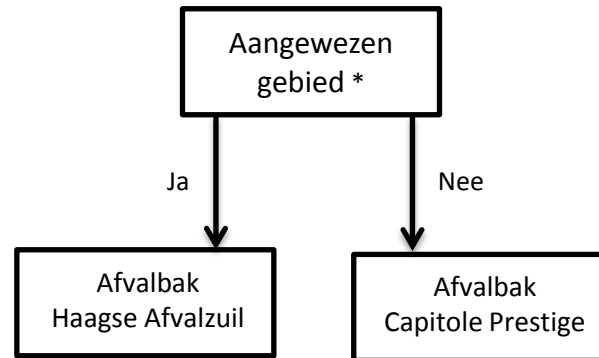 Aangewezen
gebied *
Ja
Nee
Afvalbak
Haagse Afvalzuil
Afvalbak
Capitole Prestige